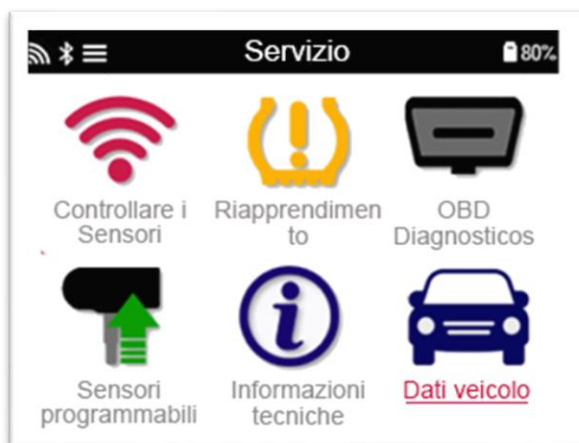 Servizio
80%
Controllare i
Sensori
Riapprendimen
to
OBD
Diagnosticos
Sensori
programmabili
Informazioni
tecniche
Dati veicolo